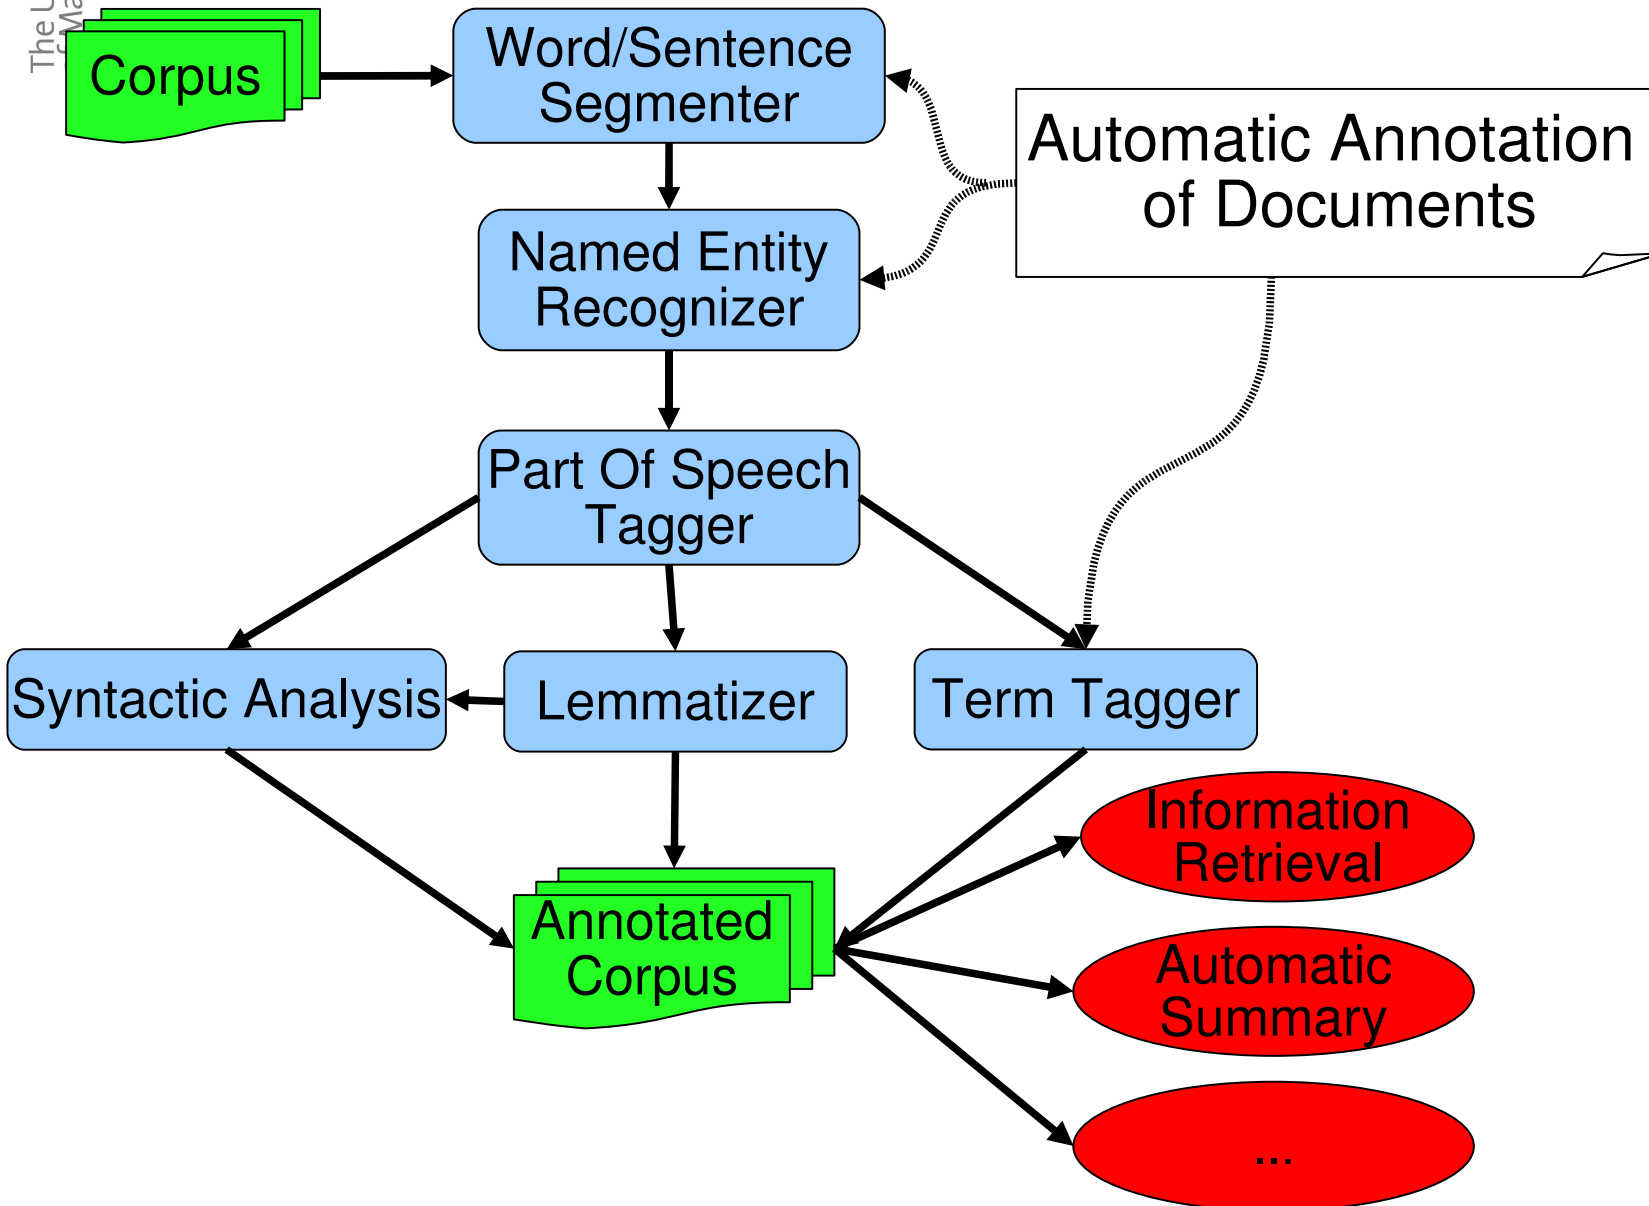 The U
Corpus
Word/Sentence
Segmenter
Automatic Annotation
of Documents
Named Entity
Recognizer
Part Of Speech
Tagger
Syntactic Analysis
Lemmatizer
Term Tagger
Information
Retrieval
Annotated
Corpus
Automatic
Summary
...